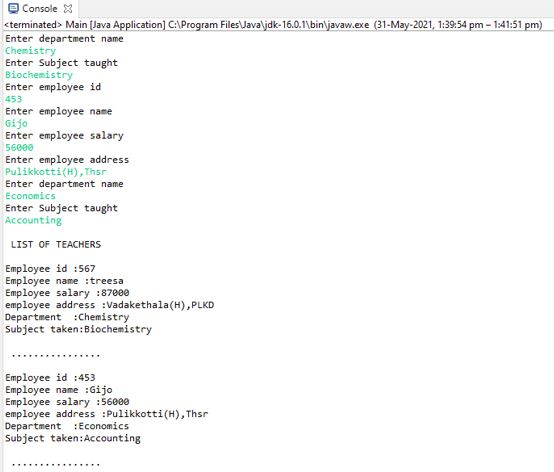 Console
<terminated> Main [Java Application] C:\Program Files\Java\jdk-16.0.1\bin\javaw.exe (31-May-2021, 1:39:54 pm – 1:41:51 pm)
Enter department name
Chemistry
Enter Subject taught
Biochemistry
Enter employee id
453
Enter employee name
Gijo
Enter employee salary
56000
Enter employee address
Pulikkotti(H),Thsr
Enter department name
Economics
Enter Subject taught
Accounting
LIST OF TEACHERS
Employee id :567
Employee name :treesa
Employee salary :87000
employee address :Vadakethala(H),PLKD
Department  :Chemistry
Subject taken:Biochemistry
................
Employee id :453
Employee name :Gijo
Employee salary :56000
employee address :Pulikkotti(H),Thsr
Department  :Economics
Subject taken:Accounting
................